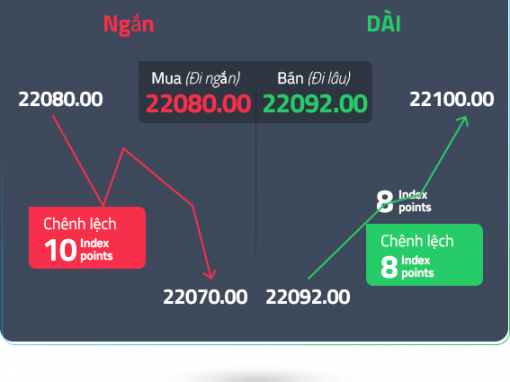 Ngắn
DÀI
Mua (Đi ngắn)
22080.00
Bán (Đi lâu)
22092.00
22080.00
22100.00
8 Index points
Chênh lệch
10 Index points
Chênh lệch
8 Index points
22070.00
22092.00